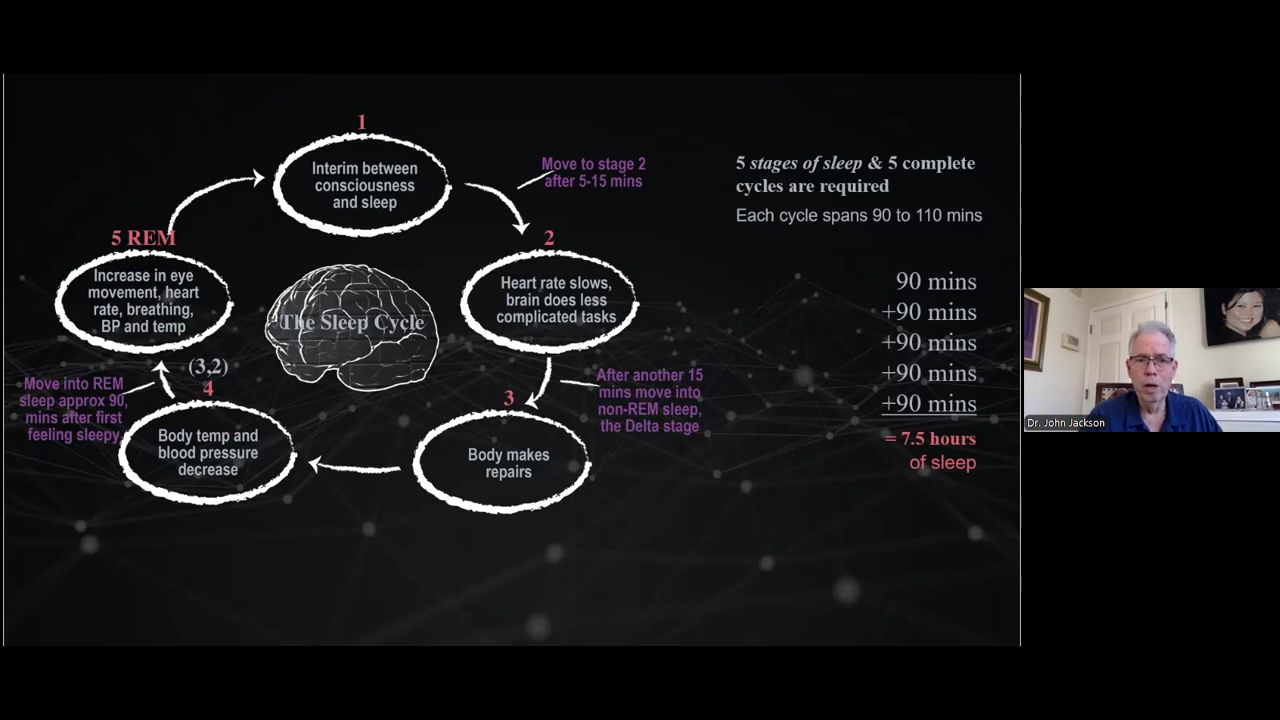 1
Interim between
consciousness
and sleep
Move to stage 2
after 5-15 mins
2
Heart rate slows,
brain does less
complicated tasks
After another 15
mins move into
non-REM sleep,
the Delta stage
3
Body makes
repairs
(3,2)
4
Body temp and
blood pressure
decrease
Move into REM
sleep approx 90,
mins after first
feeling sleepy
5 REM
Increase in eye
movement, heart
rate, breathing,
BP and temp
The Sleep Cycle
5 stages of sleep & 5 complete
cycles are required
Each cycle spans 90 to 110 mins
90 mins
+90 mins
+90 mins
+90 mins
+90 mins
= 7.5 hours
of sleep
Dr. John Jackson